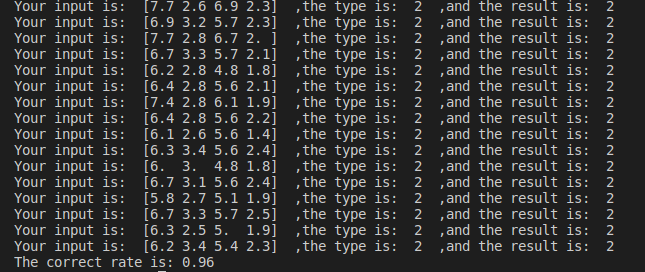 Your input is:  [7.7 2.6 6.9 2.3]  ,the type is:  2  ,and the result is:  2
Your input is:  [6.9 3.2 5.7 2.3]  ,the type is:  2  ,and the result is:  2
Your input is:  [7.7 2.8 6.7 2. ]  ,the type is:  2  ,and the result is:  2
Your input is:  [6.7 3.3 5.7 2.1]  ,the type is:  2  ,and the result is:  2
Your input is:  [6.2 2.8 4.8 1.8]  ,the type is:  2  ,and the result is:  2
Your input is:  [6.4 2.8 5.6 2.1]  ,the type is:  2  ,and the result is:  2
Your input is:  [7.4 2.8 6.1 1.9]  ,the type is:  2  ,and the result is:  2
Your input is:  [6.4 2.8 5.6 2.2]  ,the type is:  2  ,and the result is:  2
Your input is:  [6.1 2.6 5.6 1.4]  ,the type is:  2  ,and the result is:  2
Your input is:  [6.3 3.4 5.6 2.4]  ,the type is:  2  ,and the result is:  2
Your input is:  [6.  3.  4.8 1.8]  ,the type is:  2  ,and the result is:  2
Your input is:  [6.7 3.1 5.6 2.4]  ,the type is:  2  ,and the result is:  2
Your input is:  [5.8 2.7 5.1 1.9]  ,the type is:  2  ,and the result is:  2
Your input is:  [6.7 3.3 5.7 2.5]  ,the type is:  2  ,and the result is:  2
Your input is:  [6.3 2.5 5.  1.9]  ,the type is:  2  ,and the result is:  2
Your input is:  [6.2 3.4 5.4 2.3]  ,the type is:  2  ,and the result is:  2
The correct rate is: 0.96